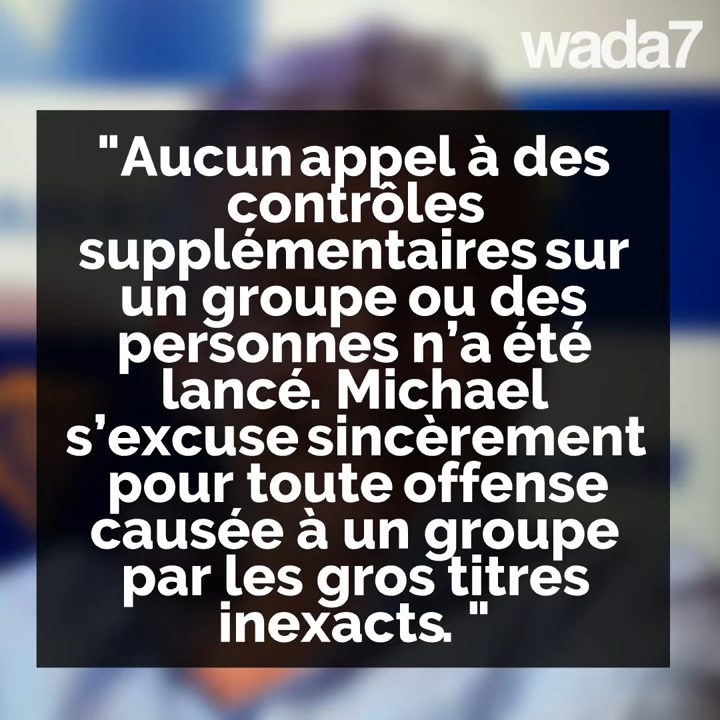 wada7
"Aucun appel à des
contrôles
supplémentaires sur
un groupe ou des
personnes n’a été
lancé. Michael
s’excuse sincèrement
pour toute offense
causée à un groupe
par les gros titres
inexacts. "